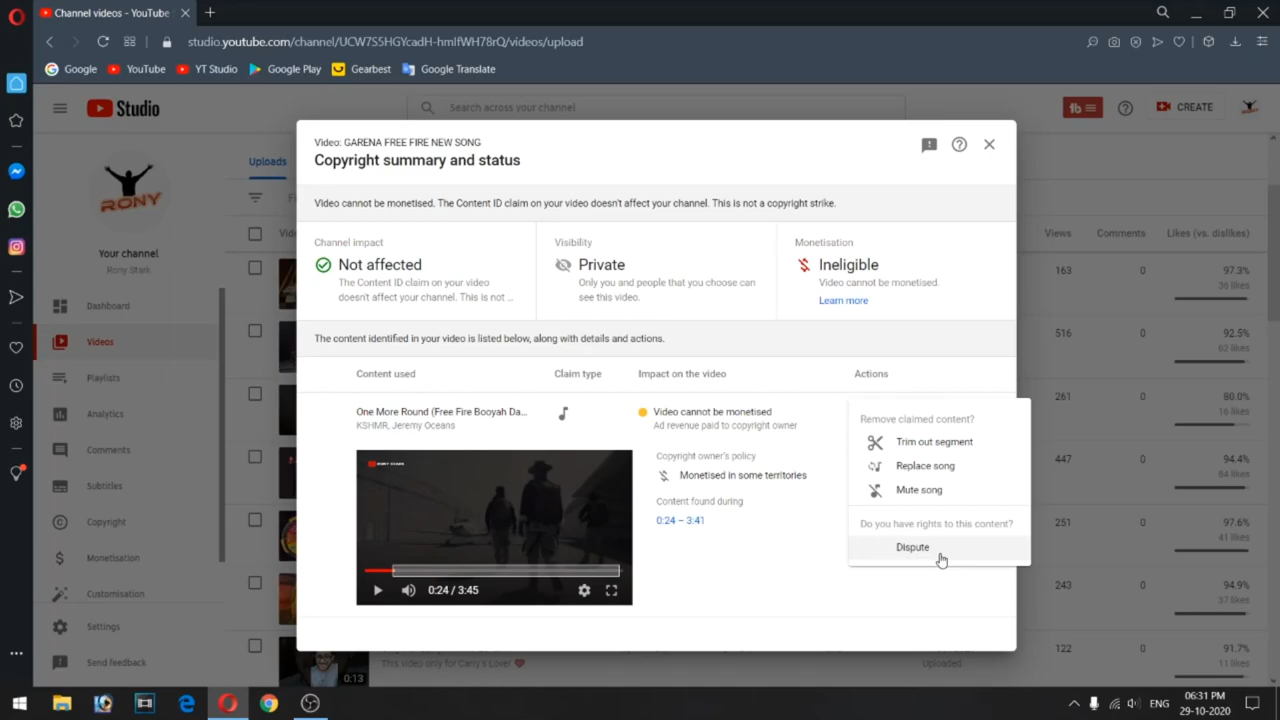 Channel videos - YouTube
studio.youtube.com/channel/UCW7S5HGYcadH-hmlfWH78rQ/videos/upload
Google YouTube YT Studio Google Play Gearbest Google Translate
Studio
Search across your channel
CREATE
RONY
Your channel
Rony Stark
Dashboard
Videos
Playlists
Analytics
Comments
Subtitles
Copyright
Monetisation
Customisation
Settings
Send feedback
Uploads
Video: GARENA FREE FIRE NEW SONG
Copyright summary and status
Video cannot be monetised. The Content ID claim on your video doesn't affect your channel. This is not a copyright strike.
Channel impact
Not affected
The Content ID claim on your video
doesn't affect your channel. This is not ...
Visibility
Private
Only you and people that you choose can
see this video.
Monetisation
Ineligible
Video cannot be monetised.
Learn more
The content identified in your video is listed below, along with details and actions.
Content used Claim type Impact on the video Actions
One More Round (Free Fire Booyah Da...
KSHMR, Jeremy Oceans
Video cannot be monetised
Ad revenue paid to copyright owner
Copyright owner's policy
Monetised in some territories
Content found during
0:24 – 3:41
RONY STARK
0:24 / 3:45
Remove claimed content?
Trim out segment
Replace song
Mute song
Do you have rights to this content?
Dispute
Views Comments Likes (vs. dislikes)
163 0 97.3%
36 likes
516 0 92.5%
62 likes
261 0 80.0%
16 likes
447 0 94.4%
84 likes
251 0 97.6%
41 likes
243 0 94.9%
37 likes
122 0 91.7%
11 likes
0:13
This video only for Carry's Love!
Uploaded
ENG
06:31 PM
29-10-2020